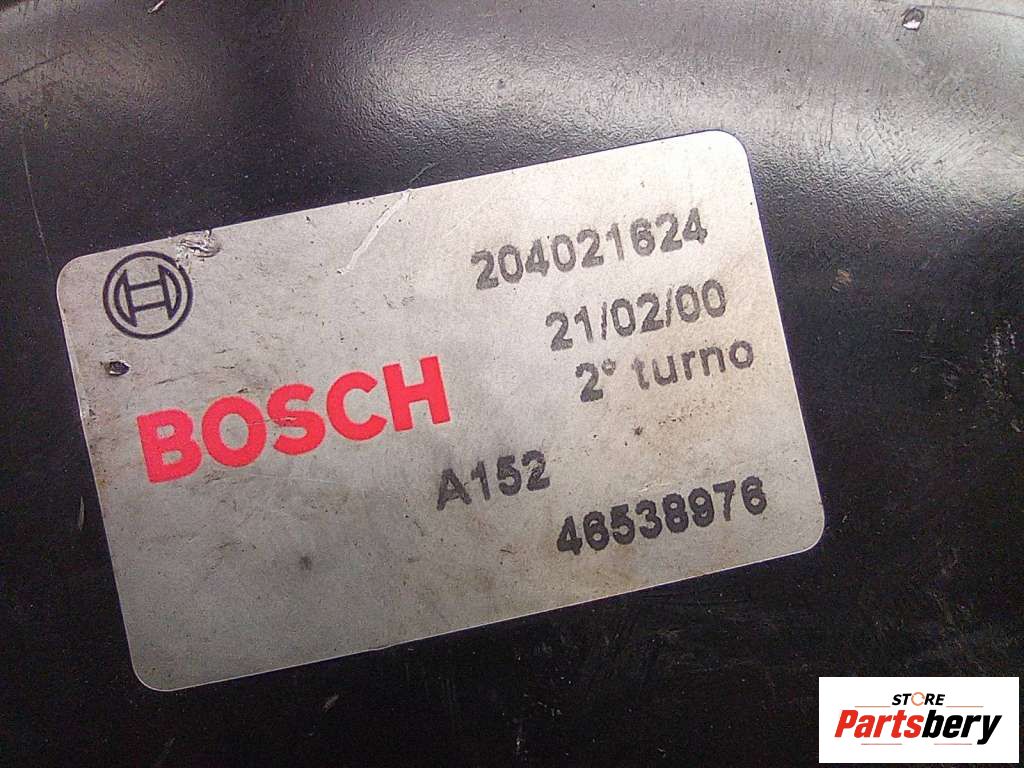 204021624
21/02/00
2° turno
BOSCH
A152
46538976
STORE
Partsbery